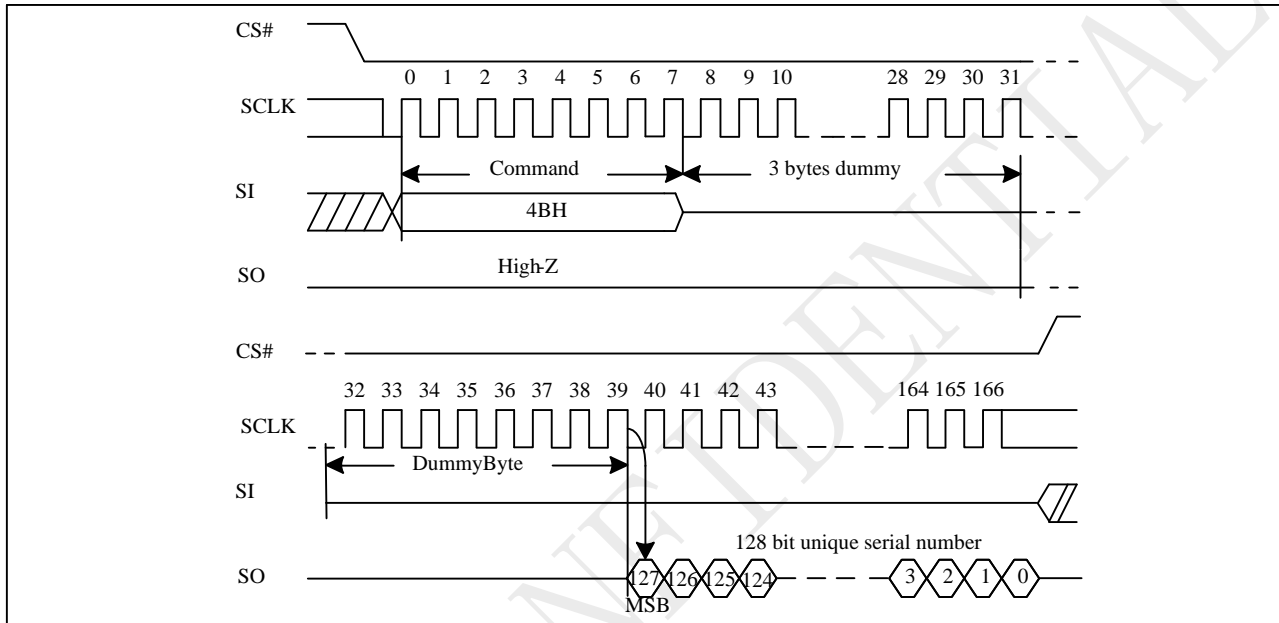 CS#
0 1 2 3 4 5 6 7 8 9 10 28 29 30 31
SCLK
Command 3 bytes dummy
SI
4BH
High-Z
SO
CS#
32 33 34 35 36 37 38 39 40 41 42 43 164 165 166
SCLK
DummyByte
SI
128 bit unique serial number
SO 127 126 125 124 3 2 1 0
MSB